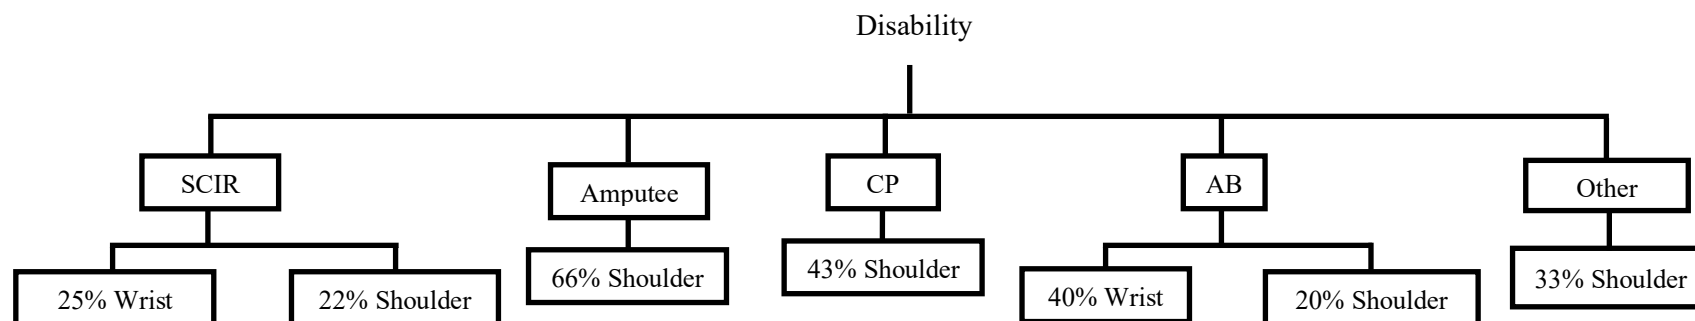 Disability
SCIR
Amputee
CP
AB
Other
25% Wrist
22% Shoulder
66% Shoulder
43% Shoulder
40% Wrist
20% Shoulder
33% Shoulder